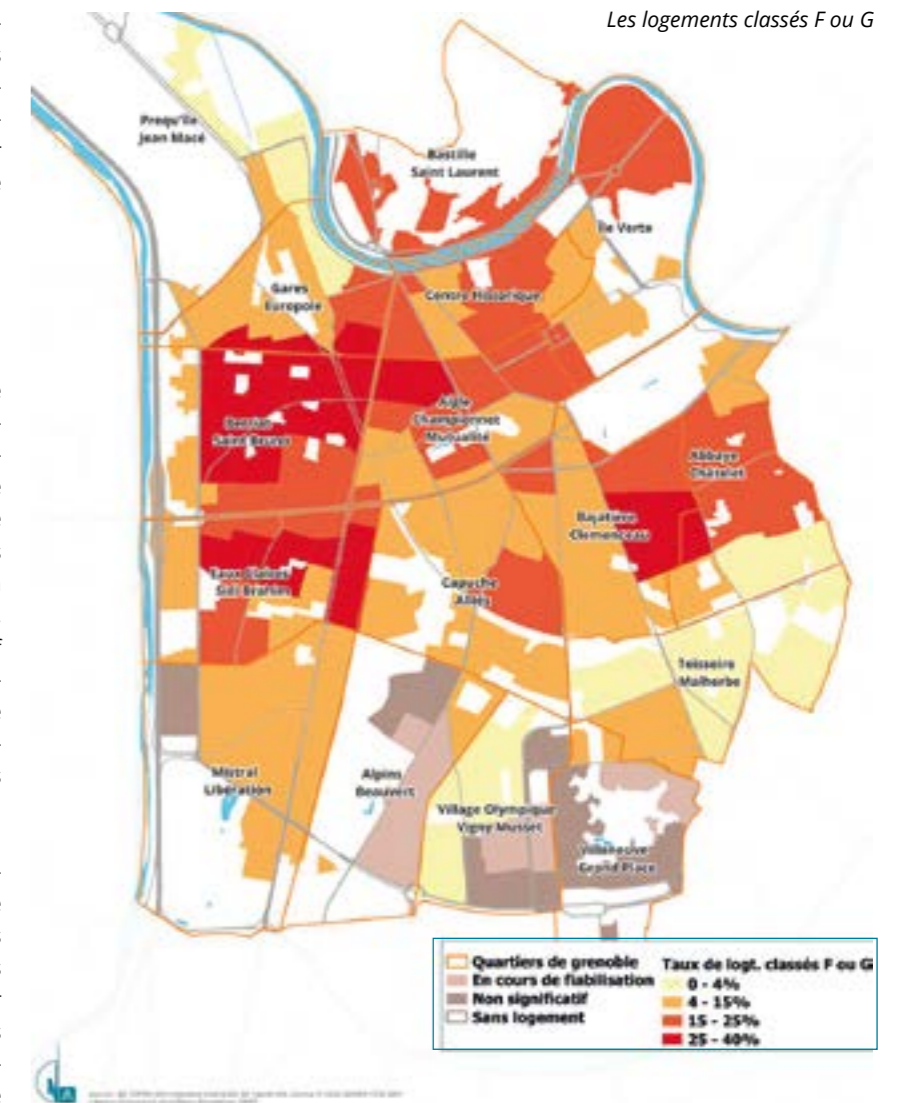 Les logements classés F ou G
Presqu'île
Jean Macé
Bastille
Saint Laurent
Île Verte
Gares
Europole
Centre Historique
Aigle
Championnet
Mutualité
Berriat
Saint Bruno
Abbaye
Châtelet
Bajatière
Clemenceau
Eaux Claires
Sidi Brahim
Capuche
Alliés
Teisseire
Malherbe
Mistral
Libération
Alpins
Beauvert
Village Olympique
Vigny Musset
Villeneuve
Grand'Place
Quartiers de grenoble
En cours de fiabilisation
Non significatif
Sans logement
Taux de logt. classés F ou G
0 - 4%
4 - 15%
15 - 25%
25 - 40%